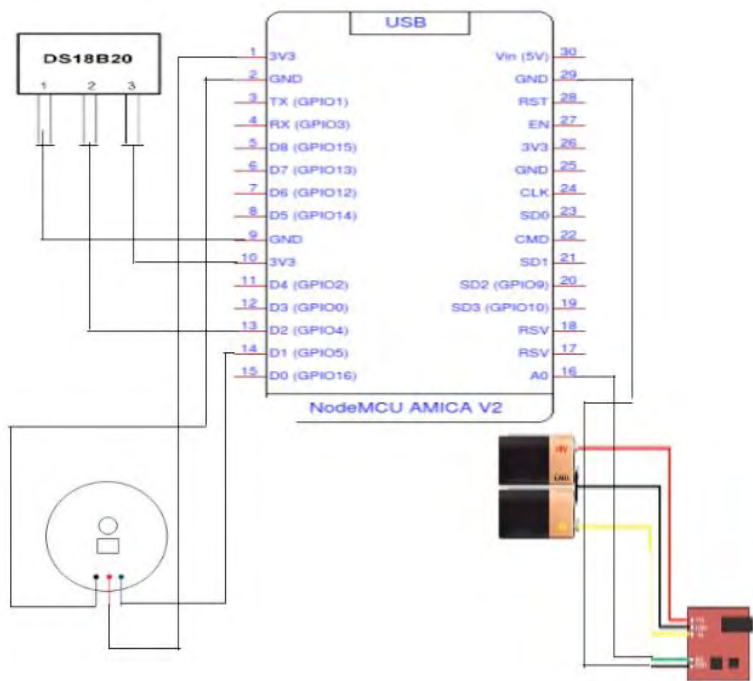 USB
DS18B20
1 2 3
1 3V3
2 GND
3 TX (GPIO1)
4 RX (GPIO3)
5 D8 (GPIO15)
6 D7 (GPIO13)
7 D6 (GPIO12)
8 D5 (GPIO14)
9 GND
10 3V3
11 D4 (GPIO2)
12 D3 (GPIO0)
13 D2 (GPIO4)
14 D1 (GPIO5)
15 D0 (GPIO16)
Vin (5V) 30
GND 29
RST 28
EN 27
3V3 26
GND 25
CLK 24
SD0 23
CMD 22
SD1 21
SD2 (GPIO9) 20
SD3 (GPIO10) 19
RSV 18
RSV 17
A0 16
NodeMCU AMICA V2
GND